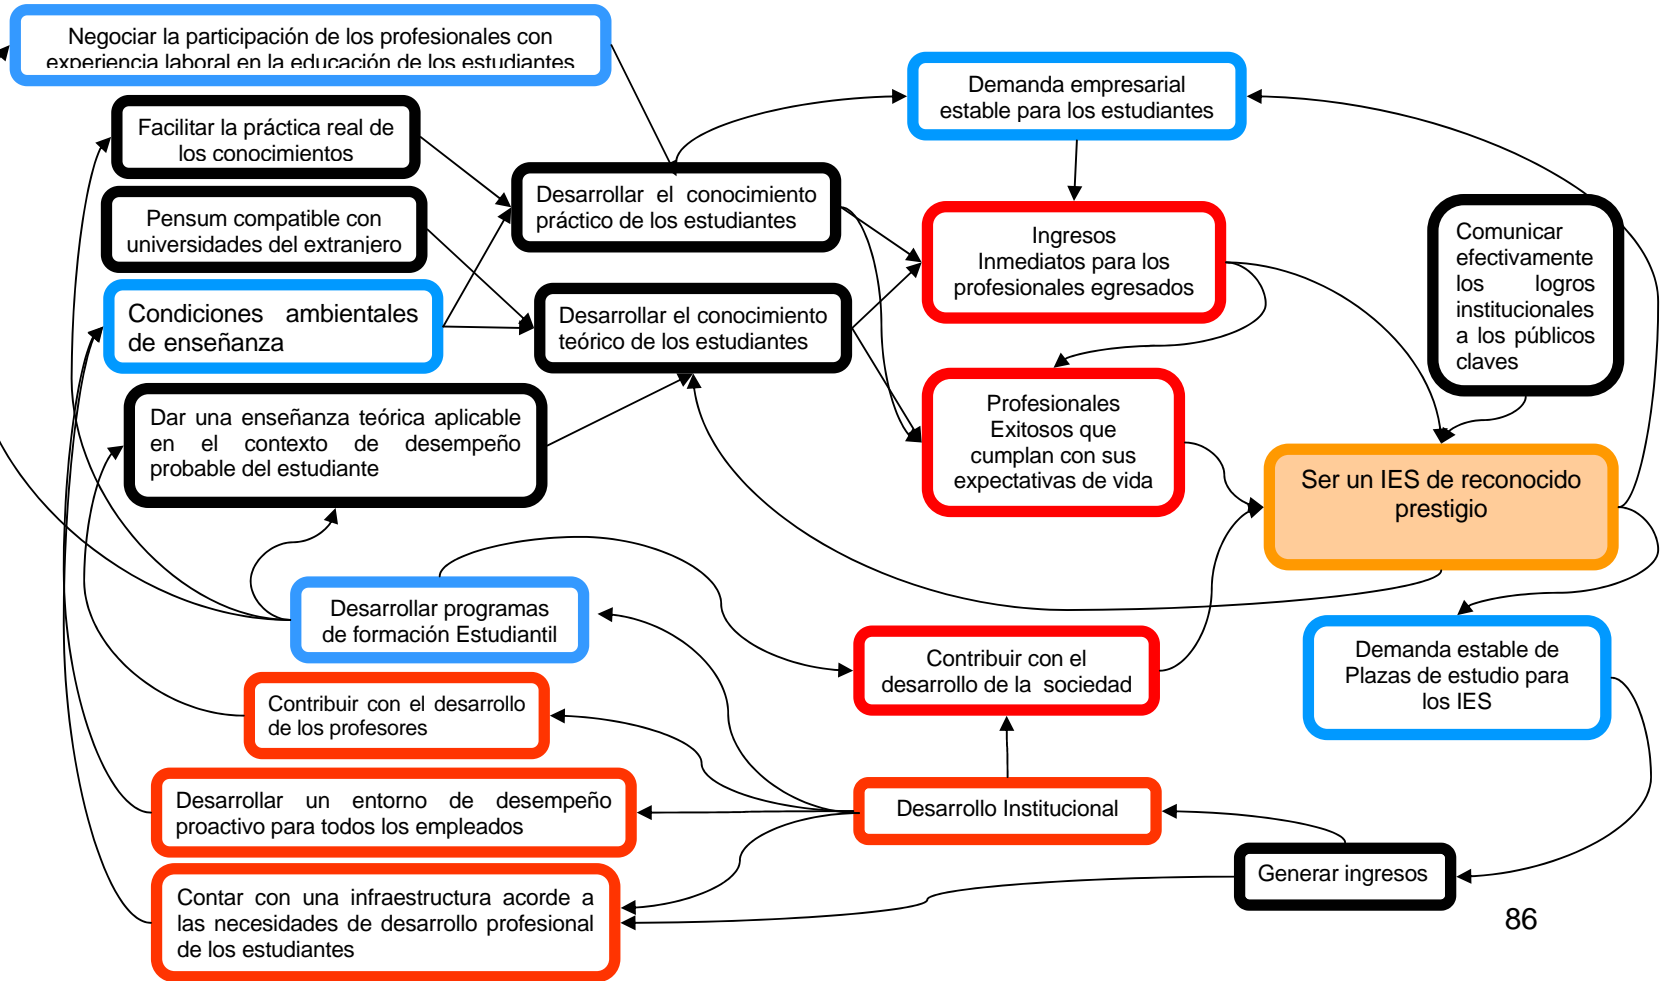 Negociar la participación de los profesionales con
experiencia laboral en la educación de los estudiantes
Facilitar la práctica real de
los conocimientos
Pensum compatible con
universidades del extranjero
Condiciones ambientales
de enseñanza
Dar una enseñanza teórica aplicable
en el contexto de desempeño
probable del estudiante
Desarrollar el conocimiento
práctico de los estudiantes
Desarrollar el conocimiento
teórico de los estudiantes
Demanda empresarial
estable para los estudiantes
Ingresos
Inmediatos para los
profesionales egresados
Profesionales
Exitosos que
cumplan con sus
expectativas de vida
Comunicar
efectivamente
los logros
institucionales
a los públicos
claves
Ser un IES de reconocido
prestigio
Desarrollar programas
de formación Estudiantil
Contribuir con el
desarrollo de la sociedad
Demanda estable de
Plazas de estudio para
los IES
Contribuir con el desarrollo
de los profesores
Desarrollar un entorno de desempeño
proactivo para todos los empleados
Desarrollo Institucional
Generar ingresos
Contar con una infraestructura acorde a
las necesidades de desarrollo profesional
de los estudiantes
86